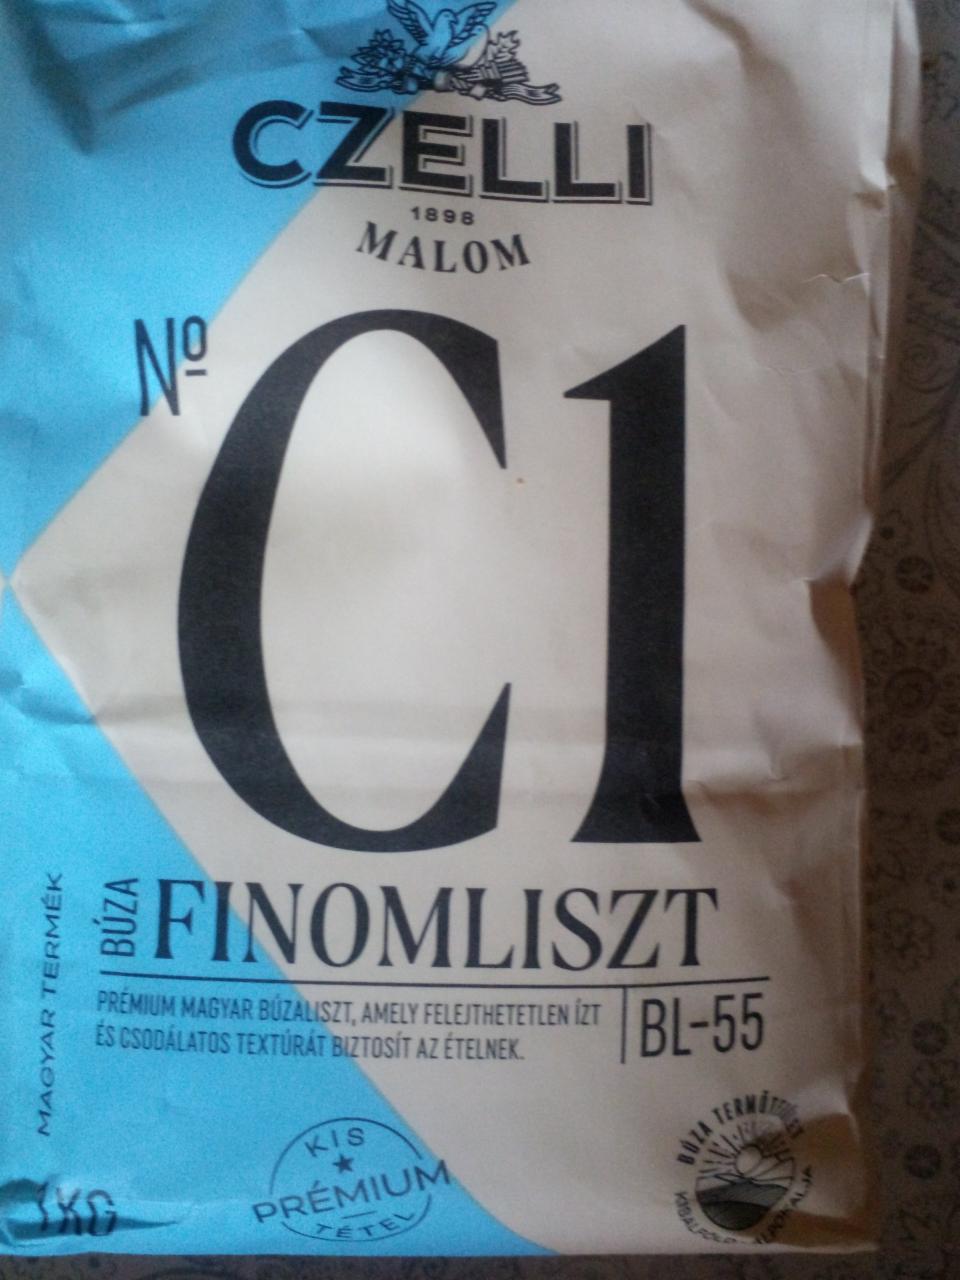 CZELLI
1898
MALOM
Nº
C1
BÚZA
FINOMLISZT
PRÉMIUM MAGYAR BÚZALISZT, AMELY FELEJTHETETLEN ÍZT
ÉS CSODÁLATOS TEXTÚRÁT BIZTOSÍT AZ ÉTELNEK.
BL-55
MAGYAR TERMÉK
1KG
KIS
PRÉMIUM
TÉTEL
BÚZA
KISALFÖLD